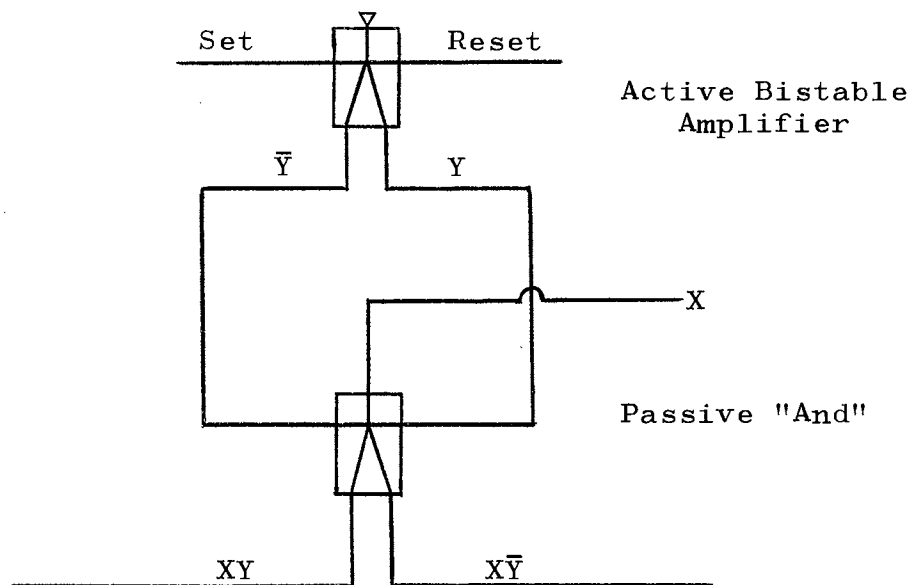 Set Reset
Active Bistable
Amplifier
Ȳ Y
X
Passive "And"
XY XȲ